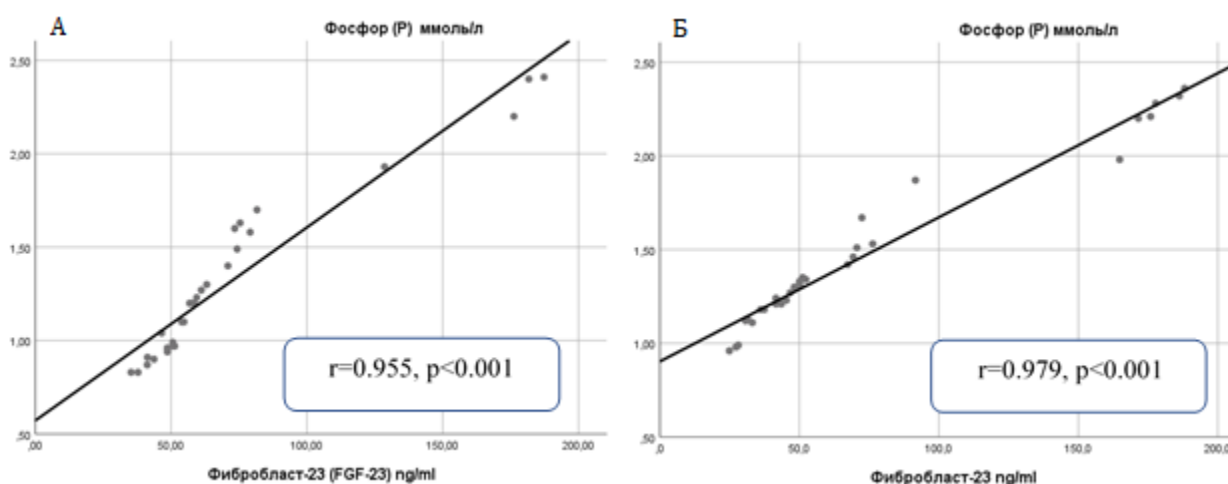 А
Фосфор (P) ммоль/л
2,50
2,00
1,50
1,00
,50
,00
50,00
100,00
150,00
200,00
r=0.955, p<0.001
Фибробласт-23 (FGF-23) ng/ml
Б
Фосфор (P) ммоль/л
2,50
2,00
1,50
1,00
,50
,0
50,0
100,0
150,0
200,0
r=0.979, p<0.001
Фибробласт-23 ng/ml